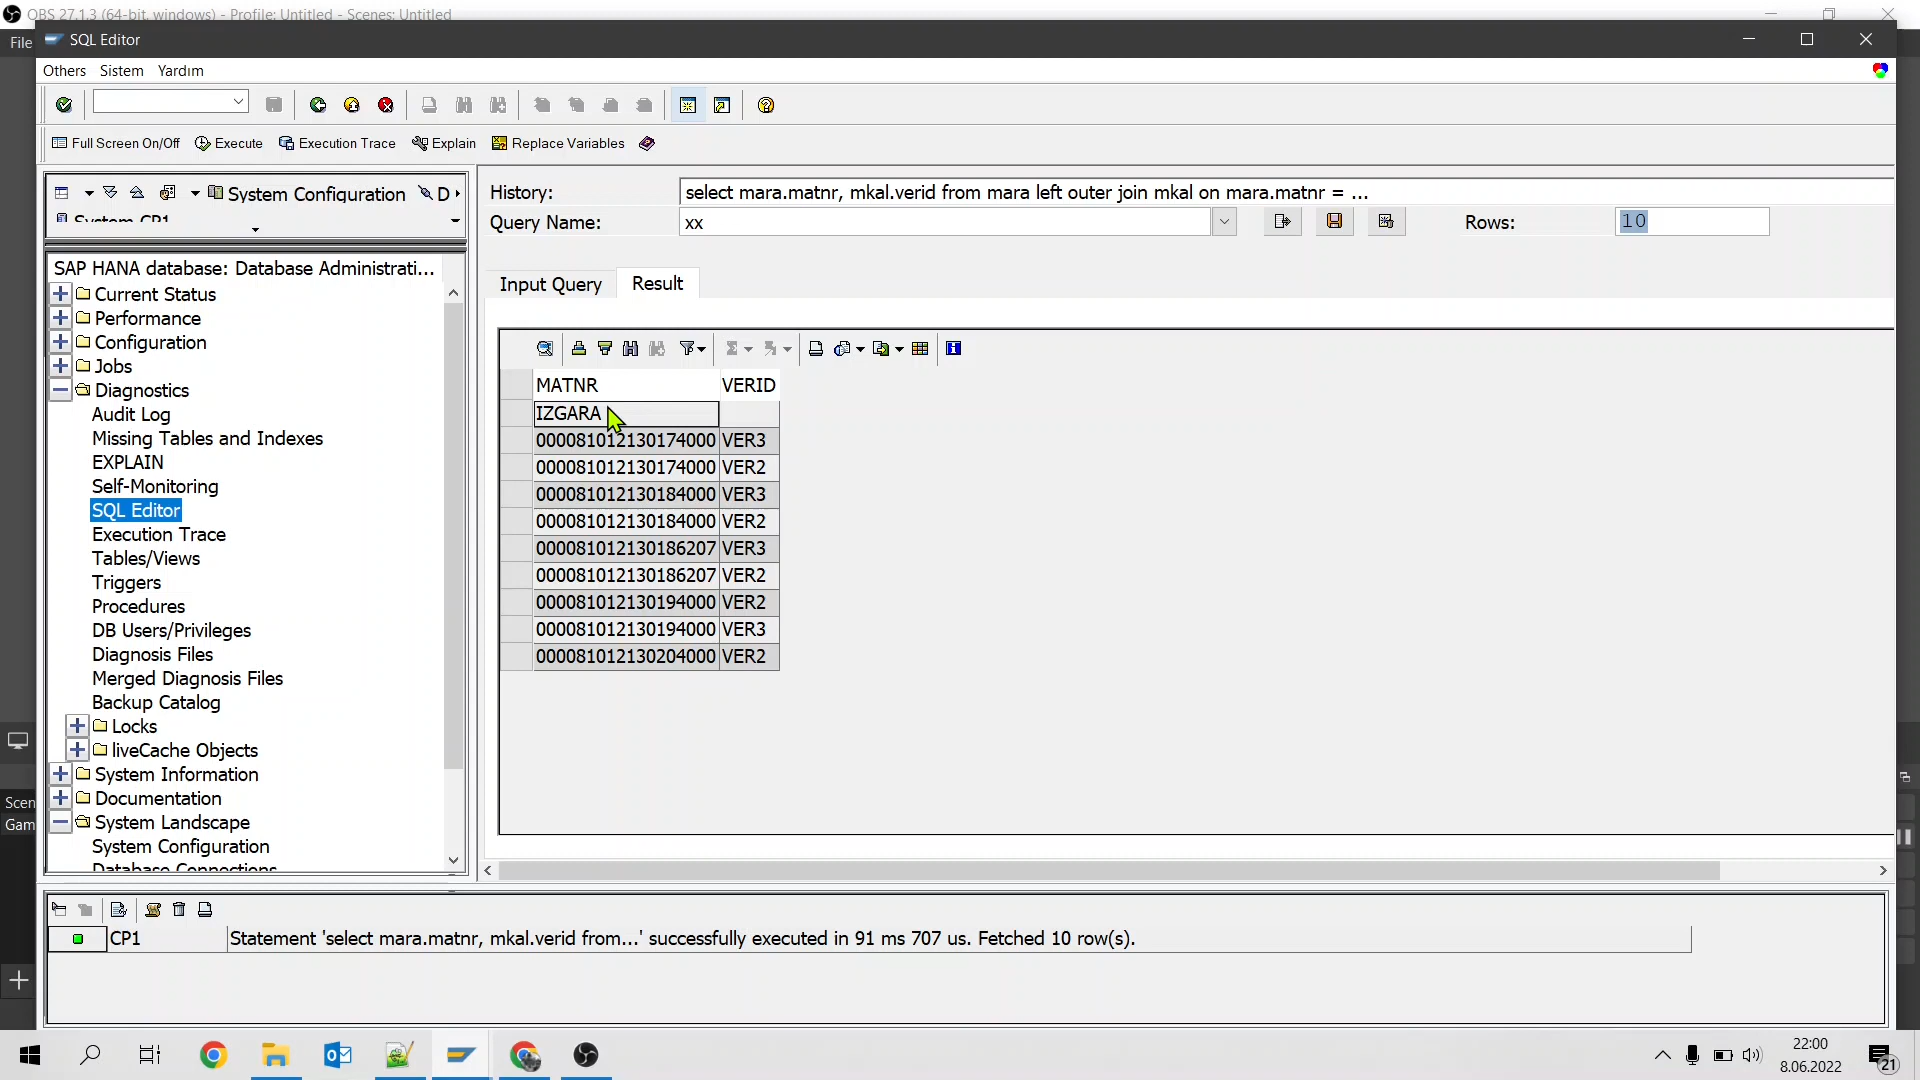 OBS 27.1.3 (64-bit, windows) - Profile: Untitled - Scenes: Untitled
File
SQL Editor
Others Sistem Yardım
Full Screen On/Off Execute Execution Trace Explain Replace Variables
System Configuration D
System CP1
History: select mara.matnr, mkal.verid from mara left outer join mkal on mara.matnr = ...
Query Name: xx Rows: 10
SAP HANA database: Database Administrati...
Current Status
Performance
Configuration
Jobs
Diagnostics
Audit Log
Missing Tables and Indexes
EXPLAIN
Self-Monitoring
SQL Editor
Execution Trace
Tables/Views
Triggers
Procedures
DB Users/Privileges
Diagnosis Files
Merged Diagnosis Files
Backup Catalog
Locks
liveCache Objects
System Information
Documentation
System Landscape
System Configuration
Database Connections
Input Query Result
MATNR VERID
IZGARA
000081012130174000 VER3
000081012130174000 VER2
000081012130184000 VER3
000081012130184000 VER2
000081012130186207 VER3
000081012130186207 VER2
000081012130194000 VER2
000081012130194000 VER3
000081012130204000 VER2
Scen
Gam
CP1 Statement 'select mara.matnr, mkal.verid from...' successfully executed in 91 ms 707 us. Fetched 10 row(s).
22:00
8.06.2022
21